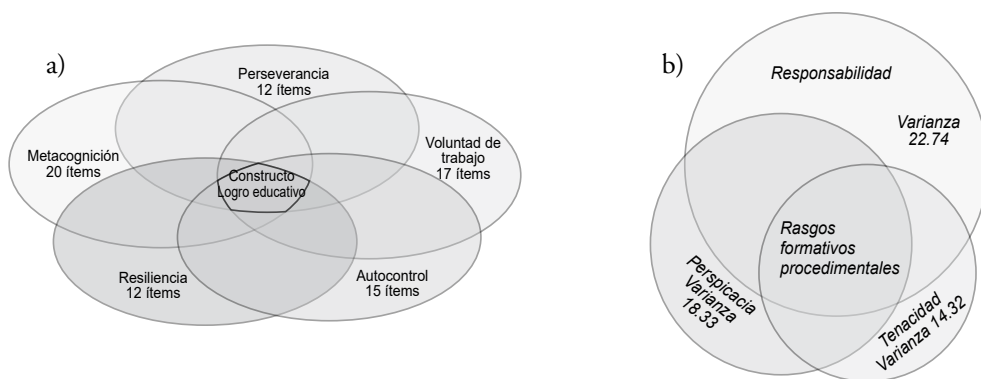 a)
Perseverancia
12 ítems
Metacognición
20 ítems
Voluntad de
trabajo
17 ítems
Constructo
Logro educativo
Resiliencia
12 ítems
Autocontrol
15 ítems
b)
Responsabilidad
Varianza
22.74
Rasgos
formativos
procedimentales
Perspicacia
Varianza
18.33
Tenacidad
Varianza 14.32